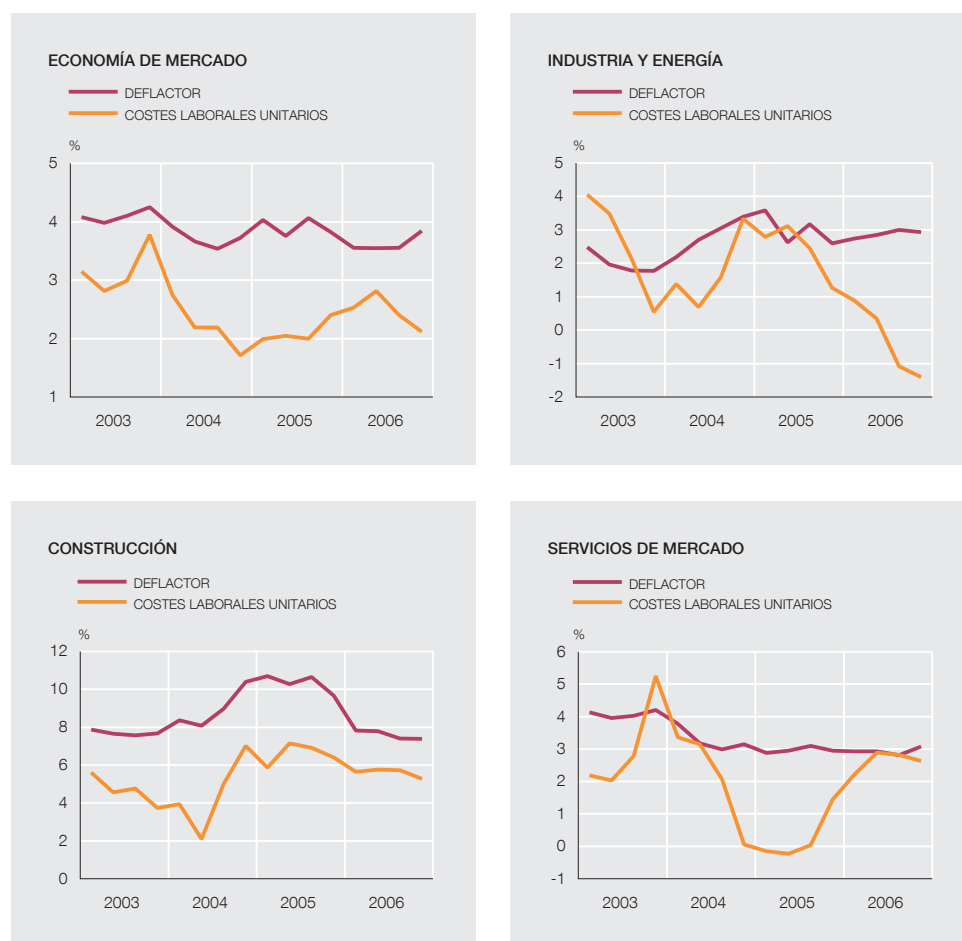 ECONOMÍA DE MERCADO
DEFLACTOR
COSTES LABORALES UNITARIOS
%
5
4
3
2
1
2003 2004 2005 2006
INDUSTRIA Y ENERGÍA
DEFLACTOR
COSTES LABORALES UNITARIOS
%
5
4
3
2
1
0
-1
-2
2003 2004 2005 2006
CONSTRUCCIÓN
DEFLACTOR
COSTES LABORALES UNITARIOS
%
12
10
8
6
4
2
0
2003 2004 2005 2006
SERVICIOS DE MERCADO
DEFLACTOR
COSTES LABORALES UNITARIOS
%
6
5
4
3
2
1
0
-1
2003 2004 2005 2006